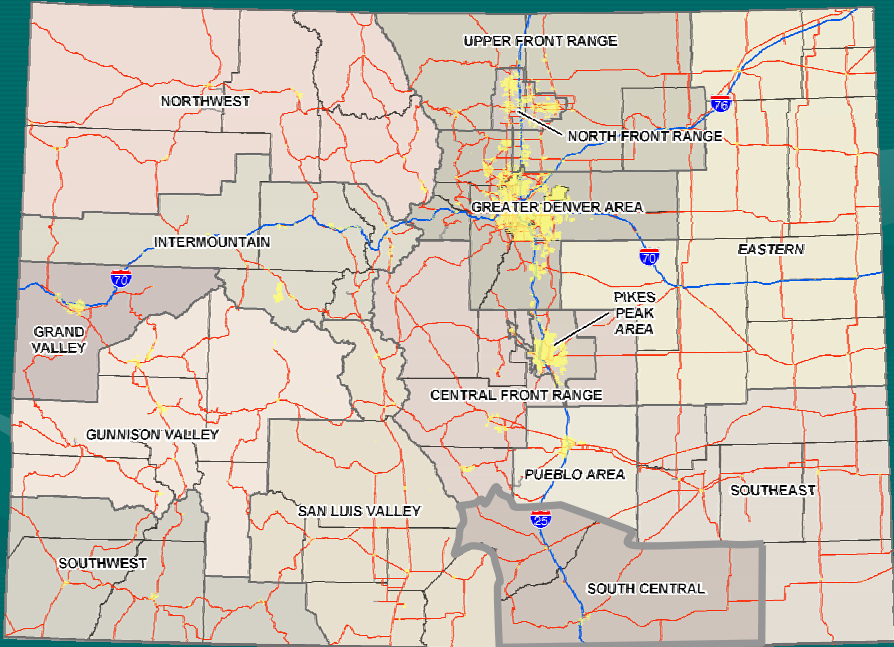 UPPER FRONT RANGE
NORTHWEST
76
NORTH FRONT RANGE
GREATER DENVER AREA
INTERMOUNTAIN
EASTERN
70
70
PIKES
PEAK
AREA
GRAND
VALLEY
CENTRAL FRONT RANGE
GUNNISON VALLEY
PUEBLO AREA
SOUTHEAST
SAN LUIS VALLEY
25
SOUTHWEST
SOUTH CENTRAL